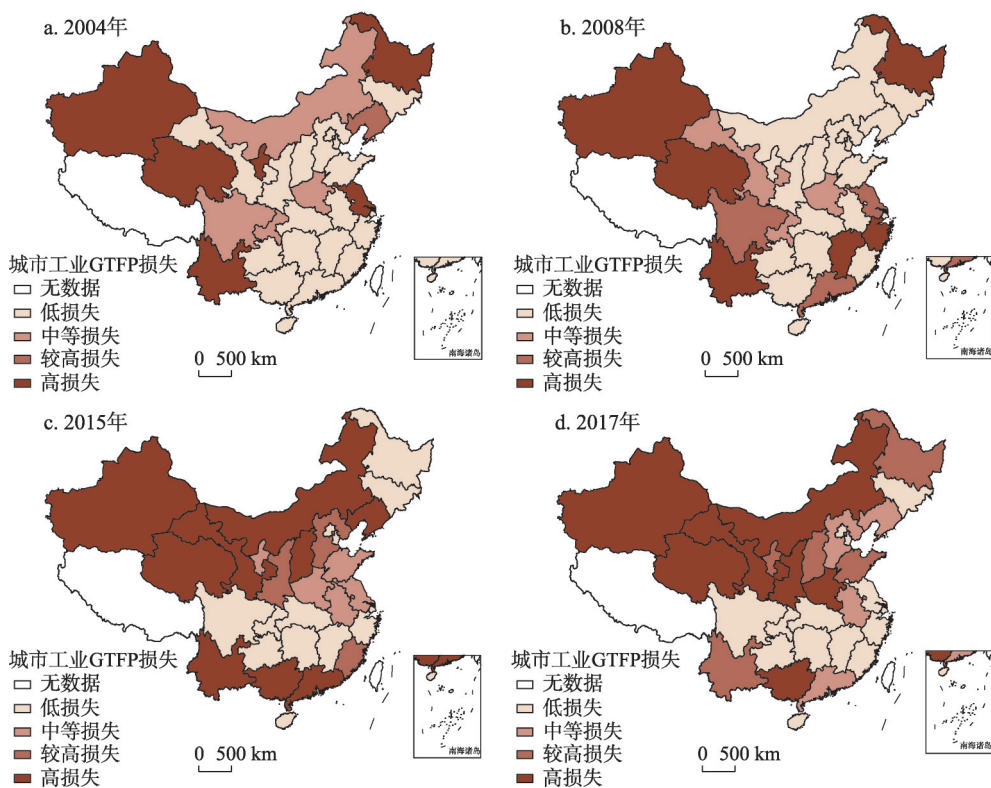 a. 2004年
城市工业GTFP损失
无数据
低损失
中等损失
较高损失
高损失
0 500 km
南海诸岛
b. 2008年
城市工业GTFP损失
无数据
低损失
中等损失
较高损失
高损失
0 500 km
南海诸岛
c. 2015年
城市工业GTFP损失
无数据
低损失
中等损失
较高损失
高损失
0 500 km
南海诸岛
d. 2017年
城市工业GTFP损失
无数据
低损失
中等损失
较高损失
高损失
0 500 km
南海诸岛